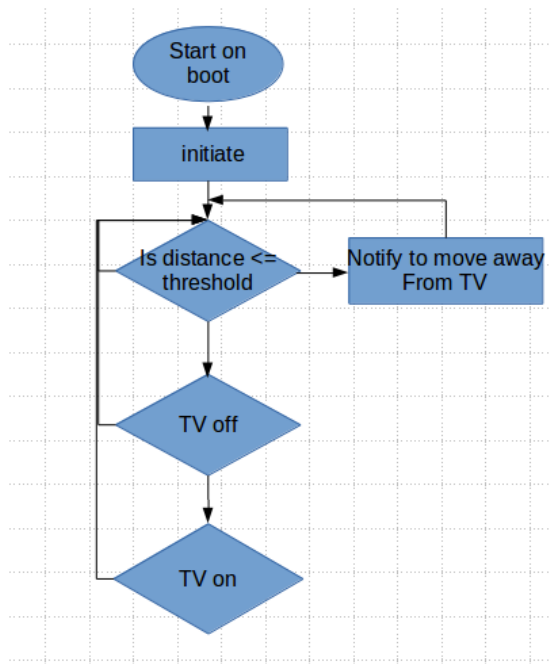 Start on
boot
initiate
Is distance <=
threshold
Notify to move away
From TV
TV off
TV on